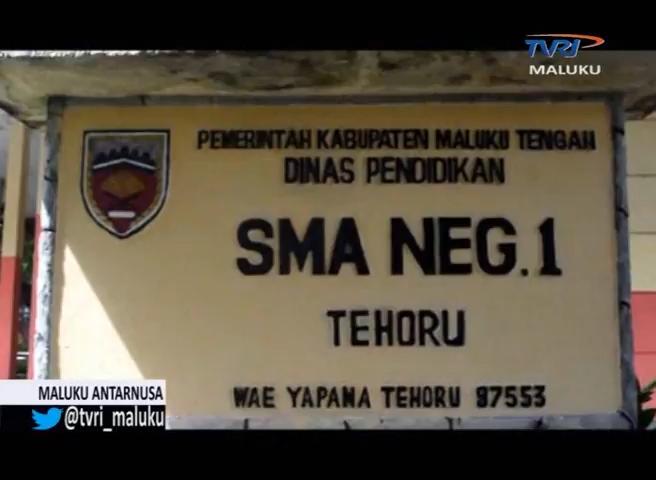 TVRI
MALUKU
PEMERINTAH KABUPATEN MALUKU TENGAH
DINAS PENDIDIKAN
SMA NEG.1
TEHORU
WAE YAPANA TEHORU 97553
MALUKU ANTARNUSA
@tvri_maluku